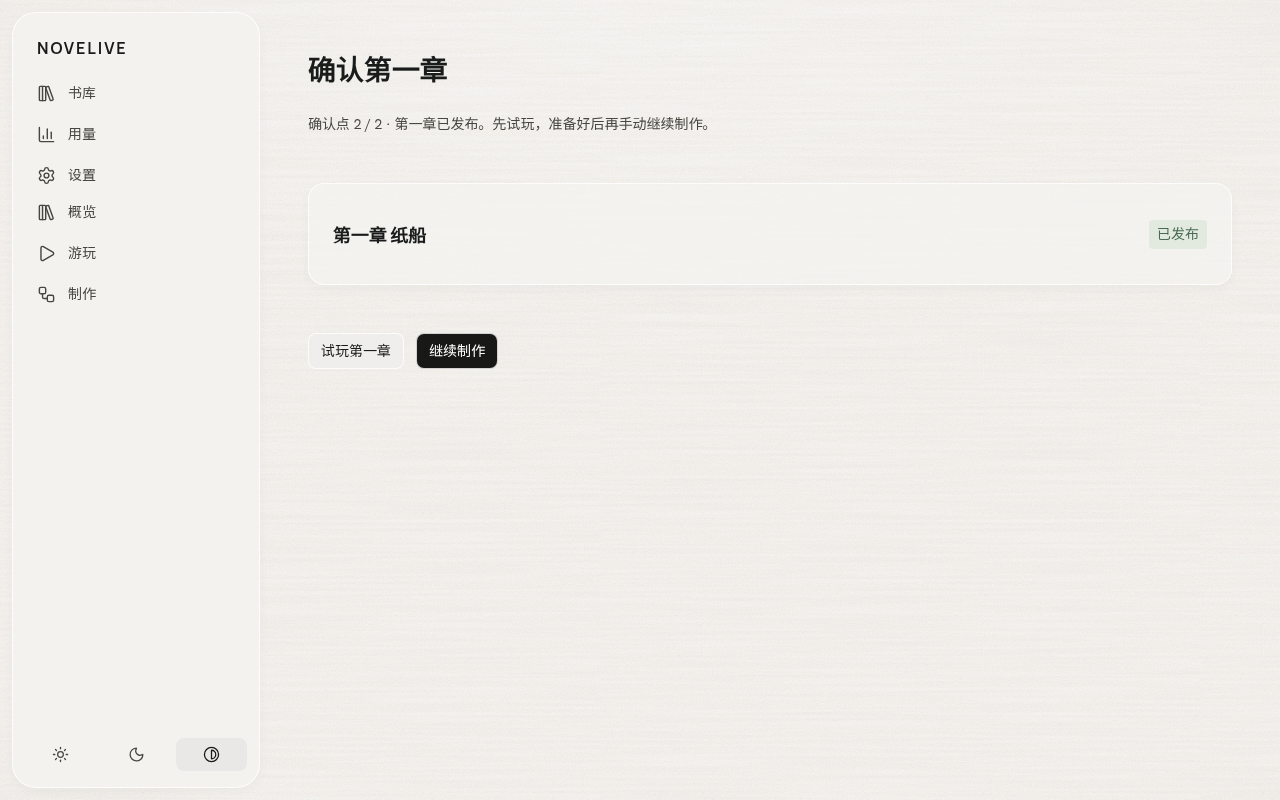 NOVELIVE
书库
用量
设置
概览
游玩
制作
确认第一章
确认点 2 / 2 · 第一章已发布。先试玩，准备好后再手动继续制作。
第一章 纸船
已发布
试玩第一章
继续制作